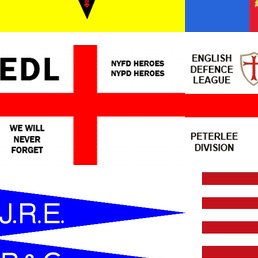 EDL
NYFD HEROES
NYPD HEROES
WE WILL
NEVER
FORGET
ENGLISH
DEFENCE
LEAGUE
PETERLEE
DIVISION
J.R.E.